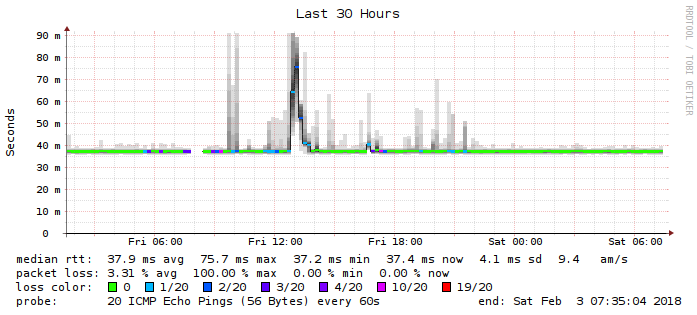 Last 30 Hours
RRDTOOL / TOBI OETIKER
Seconds
90 m
80 m
70 m
60 m
50 m
40 m
30 m
20 m
10 m
0
Fri 06:00 Fri 12:00 Fri 18:00 Sat 00:00 Sat 06:00
median rtt: 37.9 ms avg 75.7 ms max 37.2 ms min 37.4 ms now 4.1 ms sd 9.4 am/s
packet loss: 3.31 % avg 100.00 % max 0.00 % min 0.00 % now
loss color: 0 1/20 2/20 3/20 4/20 10/20 19/20
probe: 20 ICMP Echo Pings (56 Bytes) every 60s end: Sat Feb 3 07:35:04 2018